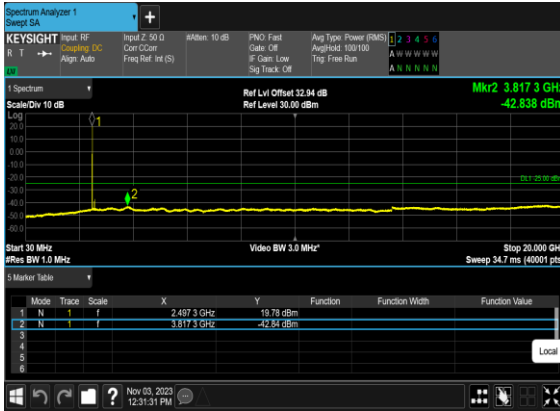 Spectrum Analyzer 1
Swept SA
+
KEYSIGHT
R T
Input: RF
Coupling: DC
Align: Auto
Input Z: 50 Ω
Corr CCorr
Freq Ref: Int (S)
#Atten: 10 dB
PNO: Fast
Gate: Off
IF Gain: Low
Sig Track: Off
Avg Type: Power (RMS)
Avg|Hold: 100/100
Trig: Free Run
1 2 3 4 5 6
A W W W W W
A N N N N N
1 Spectrum
Scale/Div 10 dB
Ref Lvl Offset 32.94 dB
Ref Level 30.00 dBm
Mkr2 3.817 3 GHz
-42.838 dBm
Log
20.0
10.0
0.00
-10.0
-20.0
-30.0
-40.0
-50.0
-60.0
1
2
DL1 -25.00 dBm
Start 30 MHz
#Res BW 1.0 MHz
Video BW 3.0 MHz*
Stop 20.000 GHz
Sweep 34.7 ms (40001 pts)
5 Marker Table
Mode Trace Scale X Y Function Function Width Function Value
1 N 1 f 2.497 3 GHz 19.78 dBm
2 N 1 f 3.817 3 GHz -42.84 dBm
3
4
5
6
Local
?
Nov 03, 2023
12:31:31 PM